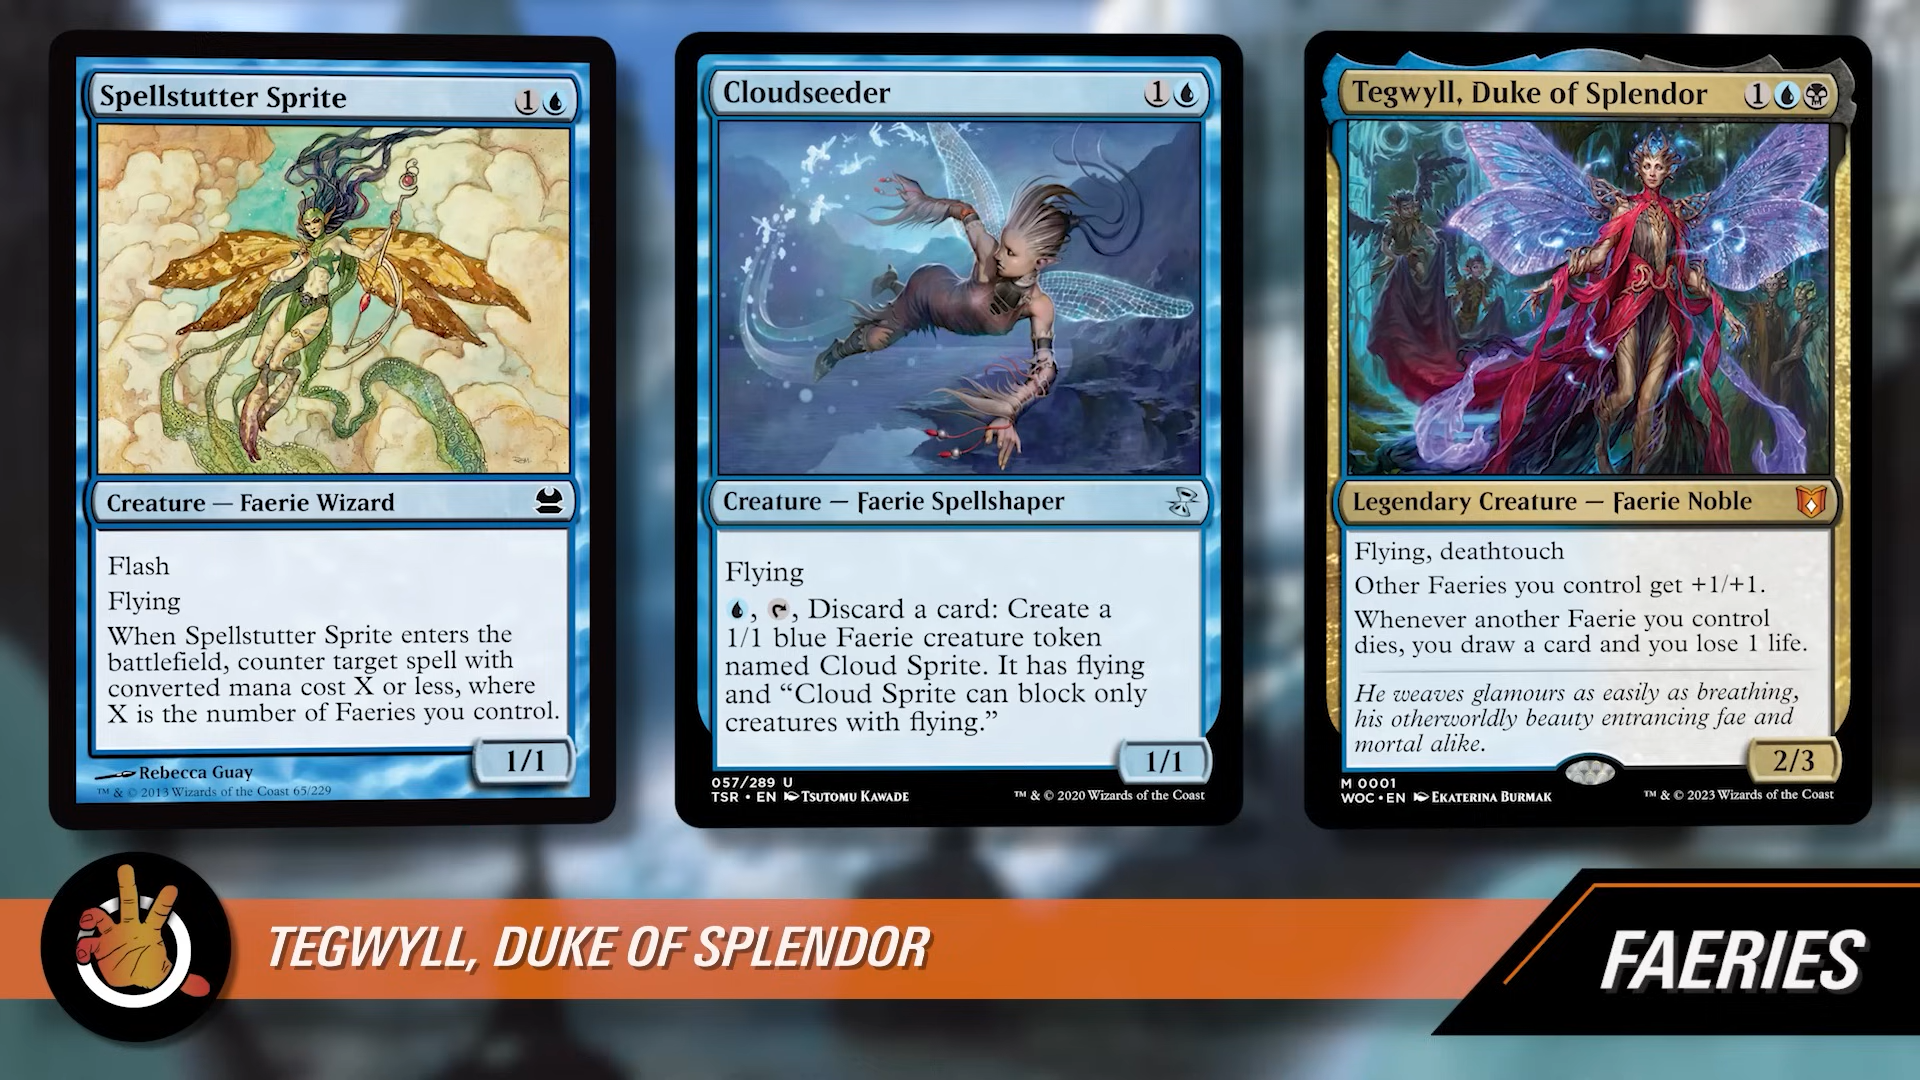 Spellstutter Sprite 1
Creature — Faerie Wizard
Flash
Flying
When Spellstutter Sprite enters the
battlefield, counter target spell with
converted mana cost X or less, where
X is the number of Faeries you control.
1/1
Rebecca Guay
™ & © 2013 Wizards of the Coast 65/229
Cloudseeder 1
Creature — Faerie Spellshaper
Flying
, , Discard a card: Create a
1/1 blue Faerie creature token
named Cloud Sprite. It has flying
and “Cloud Sprite can block only
creatures with flying.”
1/1
057/289 U
TSR • EN Tsutomu Kawade
™ & © 2020 Wizards of the Coast
Tegwyll, Duke of Splendor 1
Legendary Creature — Faerie Noble
Flying, deathtouch
Other Faeries you control get +1/+1.
Whenever another Faerie you control
dies, you draw a card and you lose 1 life.
He weaves glamours as easily as breathing,
his otherworldly beauty entrancing fae and
mortal alike.
2/3
M 0001
WOC • EN Ekaterina Burmak
™ & © 2023 Wizards of the Coast
TEGWYLL, DUKE OF SPLENDOR
FAERIES